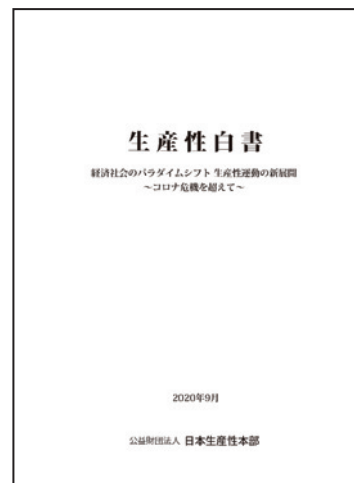 生産性白書
経済社会のパラダイムシフト 生産性運動の新展開
～コロナ危機を超えて～
2020年9月
公益財団法人 日本生産性本部